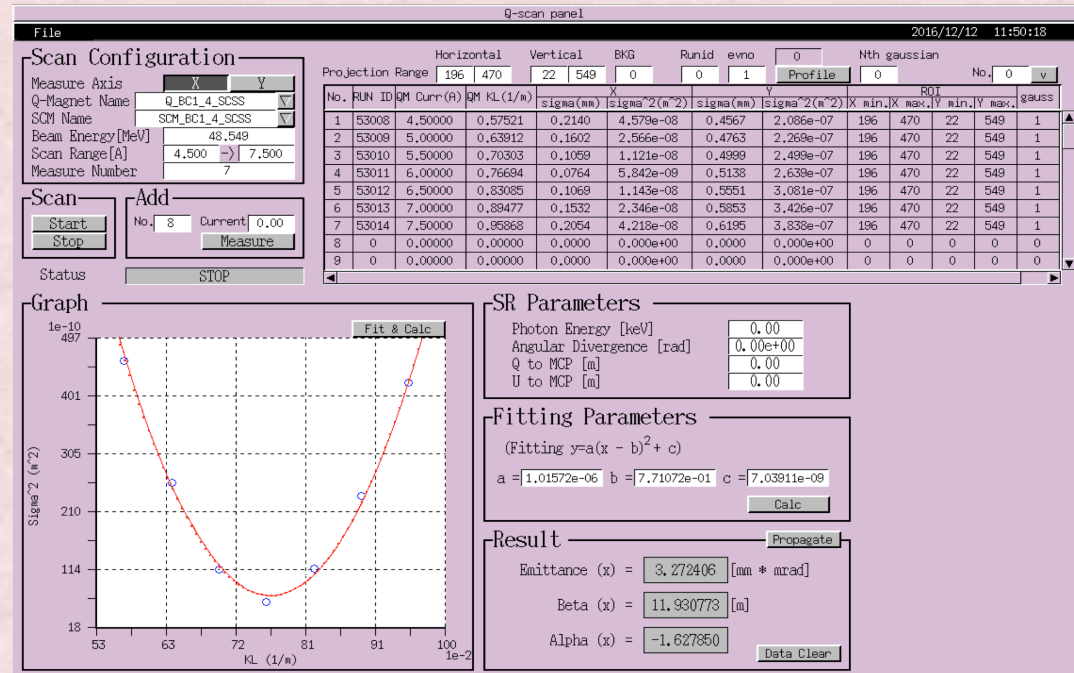 Q-scan panel
File 2016/12/12 11:50:18
Scan Configuration
Measure Axis X Y
Q-Magnet Name Q_BC1_4_SCSS
SCM Name SCM_BC1_4_SCSS
Beam Energy[MeV] 48.549
Scan Range[A] 4.500 -> 7.500
Measure Number 7
Scan
Start
Stop
Add
No. 8 Current 0.00
Measure
Status STOP
Horizontal Vertical BKG Runid evno 0 Nth gaussian
Projection Range 196 470 22 549 0 0 1 Profile 0 No. 0 v
No. RUN ID QM Curr(A) QM KL(1/m) X Y ROI gauss
sigma(mm) sigma^2(m^2) sigma(mm) sigma^2(m^2) X min. X max. Y min. Y max.
1 53008 4.50000 0.57521 0.2140 4.579e-08 0.4567 2.086e-07 196 470 22 549 1
2 53009 5.00000 0.63912 0.1602 2.566e-08 0.4763 2.269e-07 196 470 22 549 1
3 53010 5.50000 0.70303 0.1059 1.121e-08 0.4999 2.499e-07 196 470 22 549 1
4 53011 6.00000 0.76694 0.0764 5.842e-09 0.5138 2.639e-07 196 470 22 549 1
5 53012 6.50000 0.83085 0.1069 1.143e-08 0.5551 3.081e-07 196 470 22 549 1
6 53013 7.00000 0.89477 0.1532 2.346e-08 0.5853 3.426e-07 196 470 22 549 1
7 53014 7.50000 0.95868 0.2054 4.218e-08 0.6195 3.838e-07 196 470 22 549 1
8 0 0.00000 0.00000 0.0000 0.000e+00 0.0000 0.000e+00 0 0 0 0 0
9 0 0.00000 0.00000 0.0000 0.000e+00 0.0000 0.000e+00 0 0 0 0 0
Graph
Fit & Calc
1e-10
497
401
305
210
114
18
Sigma^2 (m^2)
53 63 72 81 91 100
KL (1/m) 1e-2
SR Parameters
Photon Energy [keV] 0.00
Angular Divergence [rad] 0.00e+00
Q to MCP [m] 0.00
U to MCP [m] 0.00
Fitting Parameters
(Fitting y=a(x - b)^2+ c)
a = 1.01572e-06 b = 7.71072e-01 c = 7.03911e-09
Calc
Result Propagate
Emittance (x) = 3.272406 [mm * mrad]
Beta (x) = 11.930773 [m]
Alpha (x) = -1.627850
Data Clear